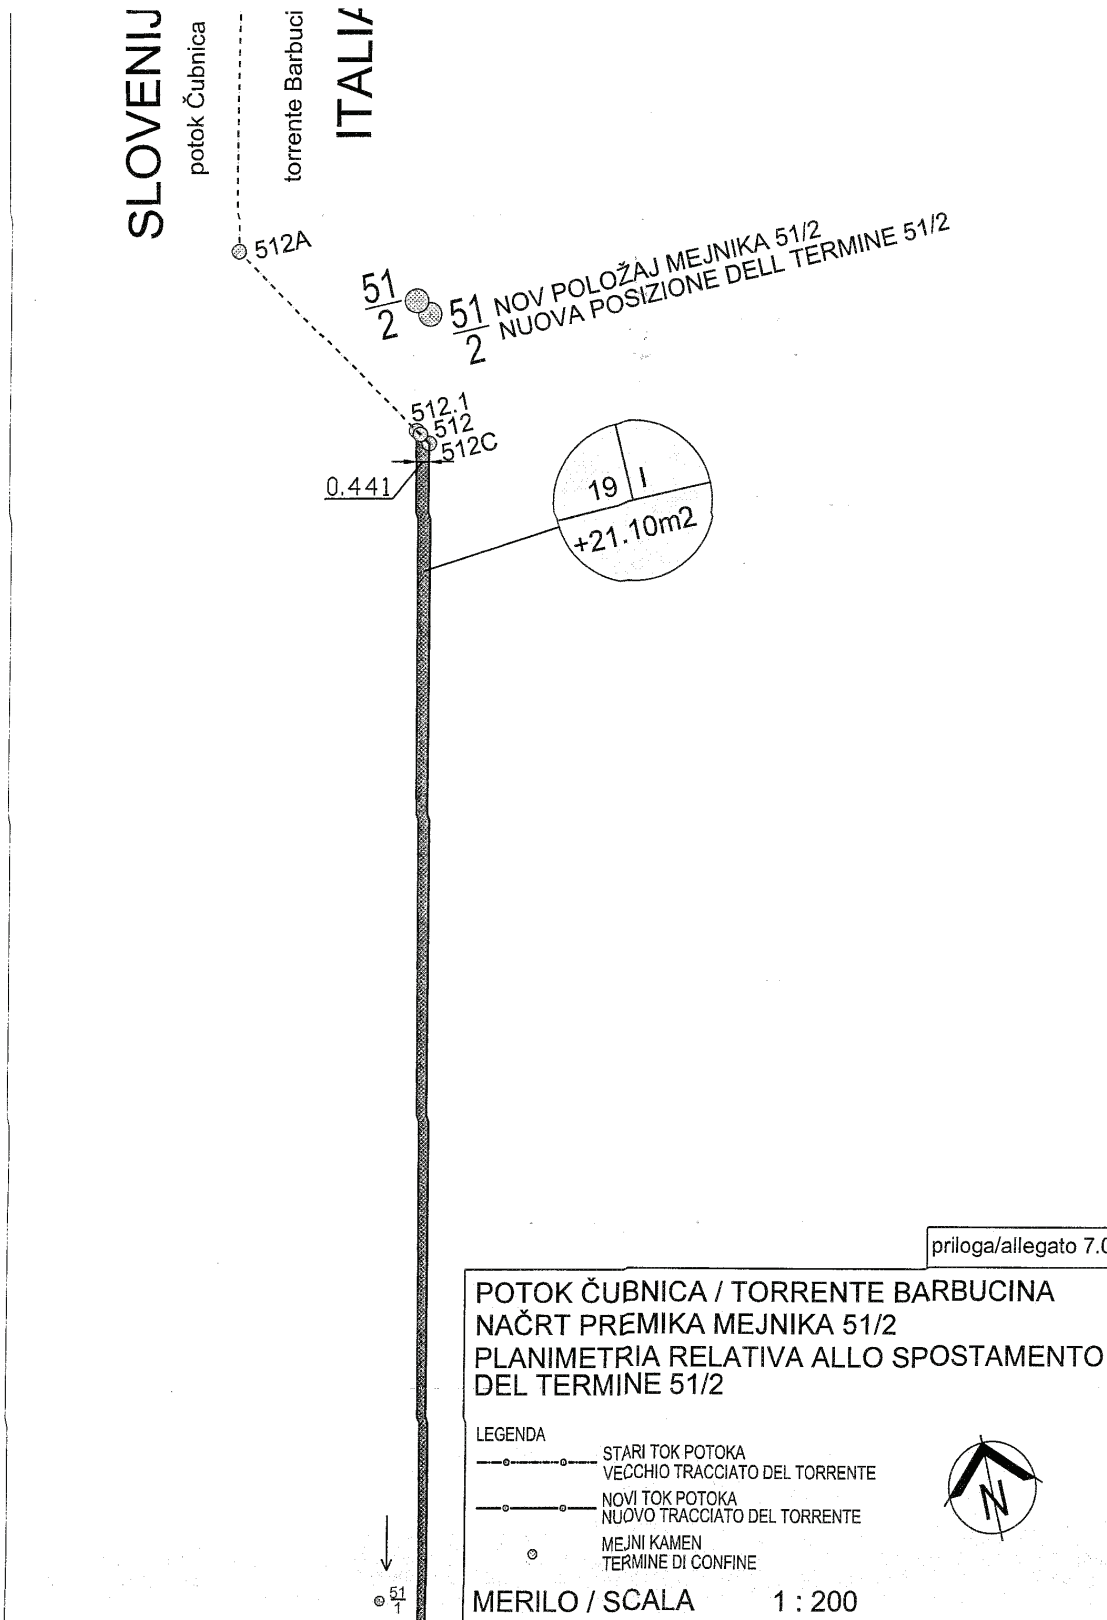 SLOVENIJ
potok Čubnica
torrente Barbuci
ITALIA
512A
51
2
51
2
NOV POLOŽAJ MEJNIKA 51/2
NUOVA POSIZIONE DELL TERMINE 51/2
512.1
512
512C
0.441
19 I
+21.10m2
priloga/allegato 7.0
POTOK ČUBNICA / TORRENTE BARBUCINA
NAČRT PREMIKA MEJNIKA 51/2
PLANIMETRIA RELATIVA ALLO SPOSTAMENTO
DEL TERMINE 51/2
LEGENDA
STARI TOK POTOKA
VECCHIO TRACCIATO DEL TORRENTE
NOVI TOK POTOKA
NUOVO TRACCIATO DEL TORRENTE
MEJNI KAMEN
TERMINE DI CONFINE
N
51
1
MERILO / SCALA 1 : 200